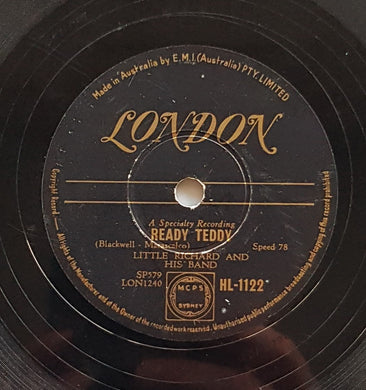 Made in Australia by E.M.I. (Australia) PTY. LIMITED
LONDON
A Specialty Recording
READY TEDDY
(Blackwell - Marascalco)
Speed 78
LITTLE RICHARD AND
HIS BAND
SP579
LON1240
MCPS
SYDNEY
HL-1122
Copyright Record
All rights of the Manufacturer and of the Owner of the recorded work reserved. Unauthorised public performance, broadcasting, and copying of this record prohibited